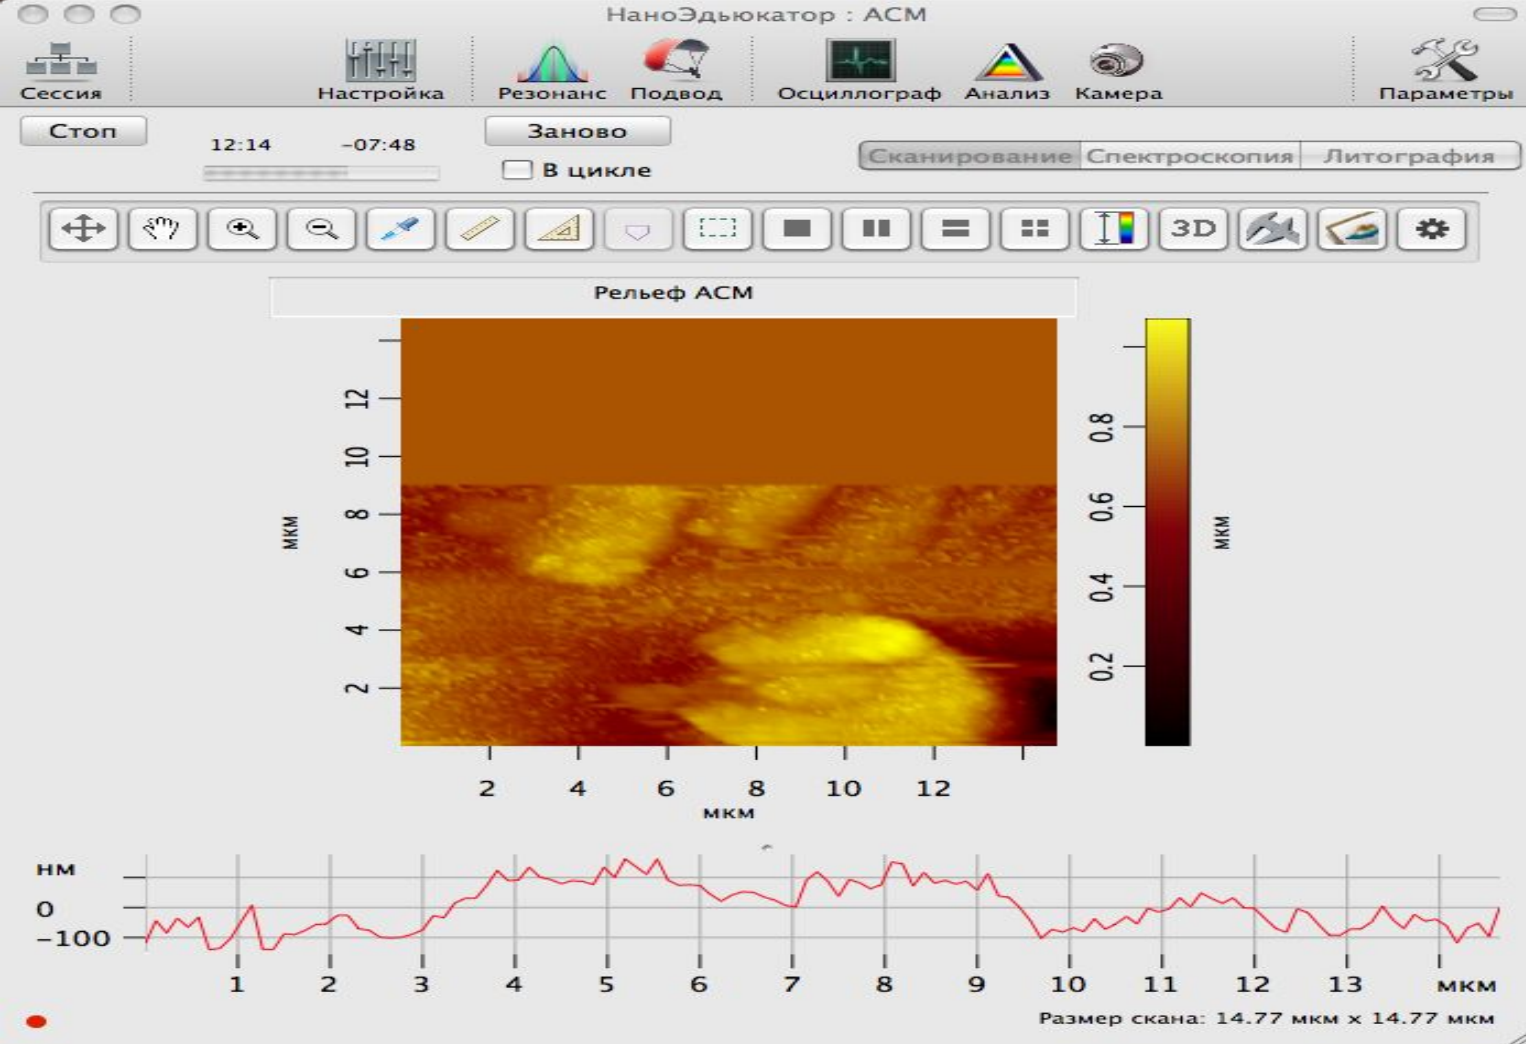 НаноЭдьюкатор : АСМ
Сессия Настройка Резонанс Подвод Осциллограф Анализ Камера Параметры
Стоп 12:14 -07:48 Заново
В цикле
Сканирование Спектроскопия Литография
3D
Рельеф АСМ
12
10
8
6
4
2
мкм
2 4 6 8 10 12
мкм
0.8
0.6
0.4
0.2
мкм
нм
0
-100
1 2 3 4 5 6 7 8 9 10 11 12 13 мкм
Размер скана: 14.77 мкм x 14.77 мкм